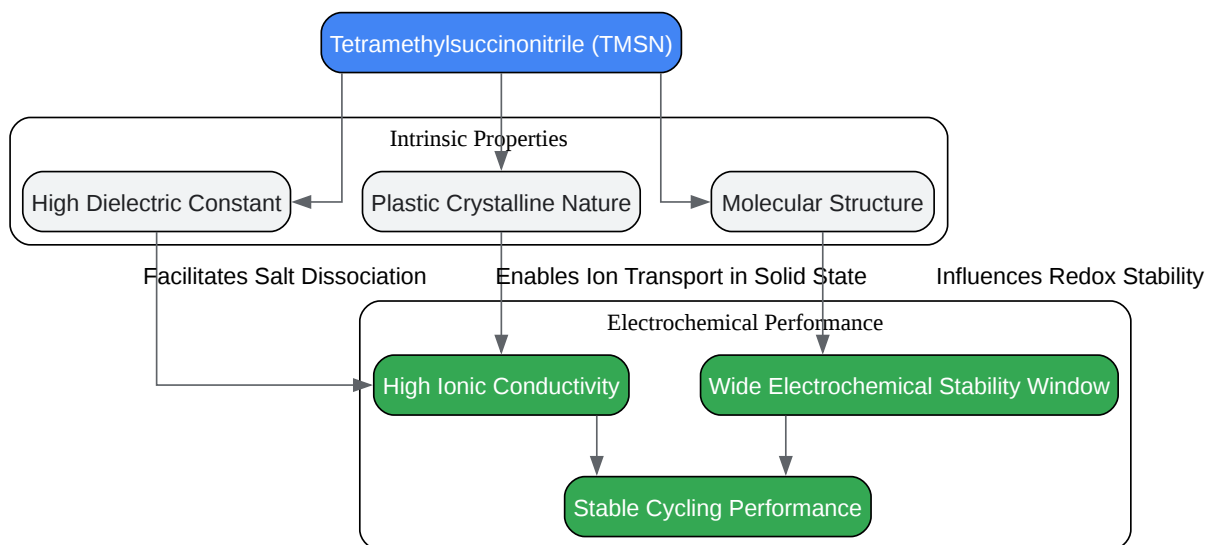 Tetramethylsuccinonitrile (TMSN)
Intrinsic Properties
High Dielectric Constant
Plastic Crystalline Nature
Molecular Structure
Facilitates Salt Dissociation
Enables Ion Transport in Solid State
Influences Redox Stability
Electrochemical Performance
High Ionic Conductivity
Wide Electrochemical Stability Window
Stable Cycling Performance